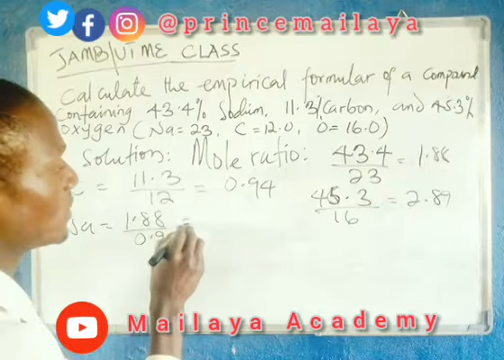 @princemailaya
JAMB/UTME CLASS
Calculate the empirical formular of a Compound
containing 43.4% Sodium, 11.3% Carbon, and 45.3%
Oxygen (Na=23, C=12.0, O=16.0)
Solution: Mole ratio: 43.4/23 = 1.88
= 11.3/12 = 0.94
45.3/16 = 2.89
= 1.88/0.9 =
Mailaya Academy